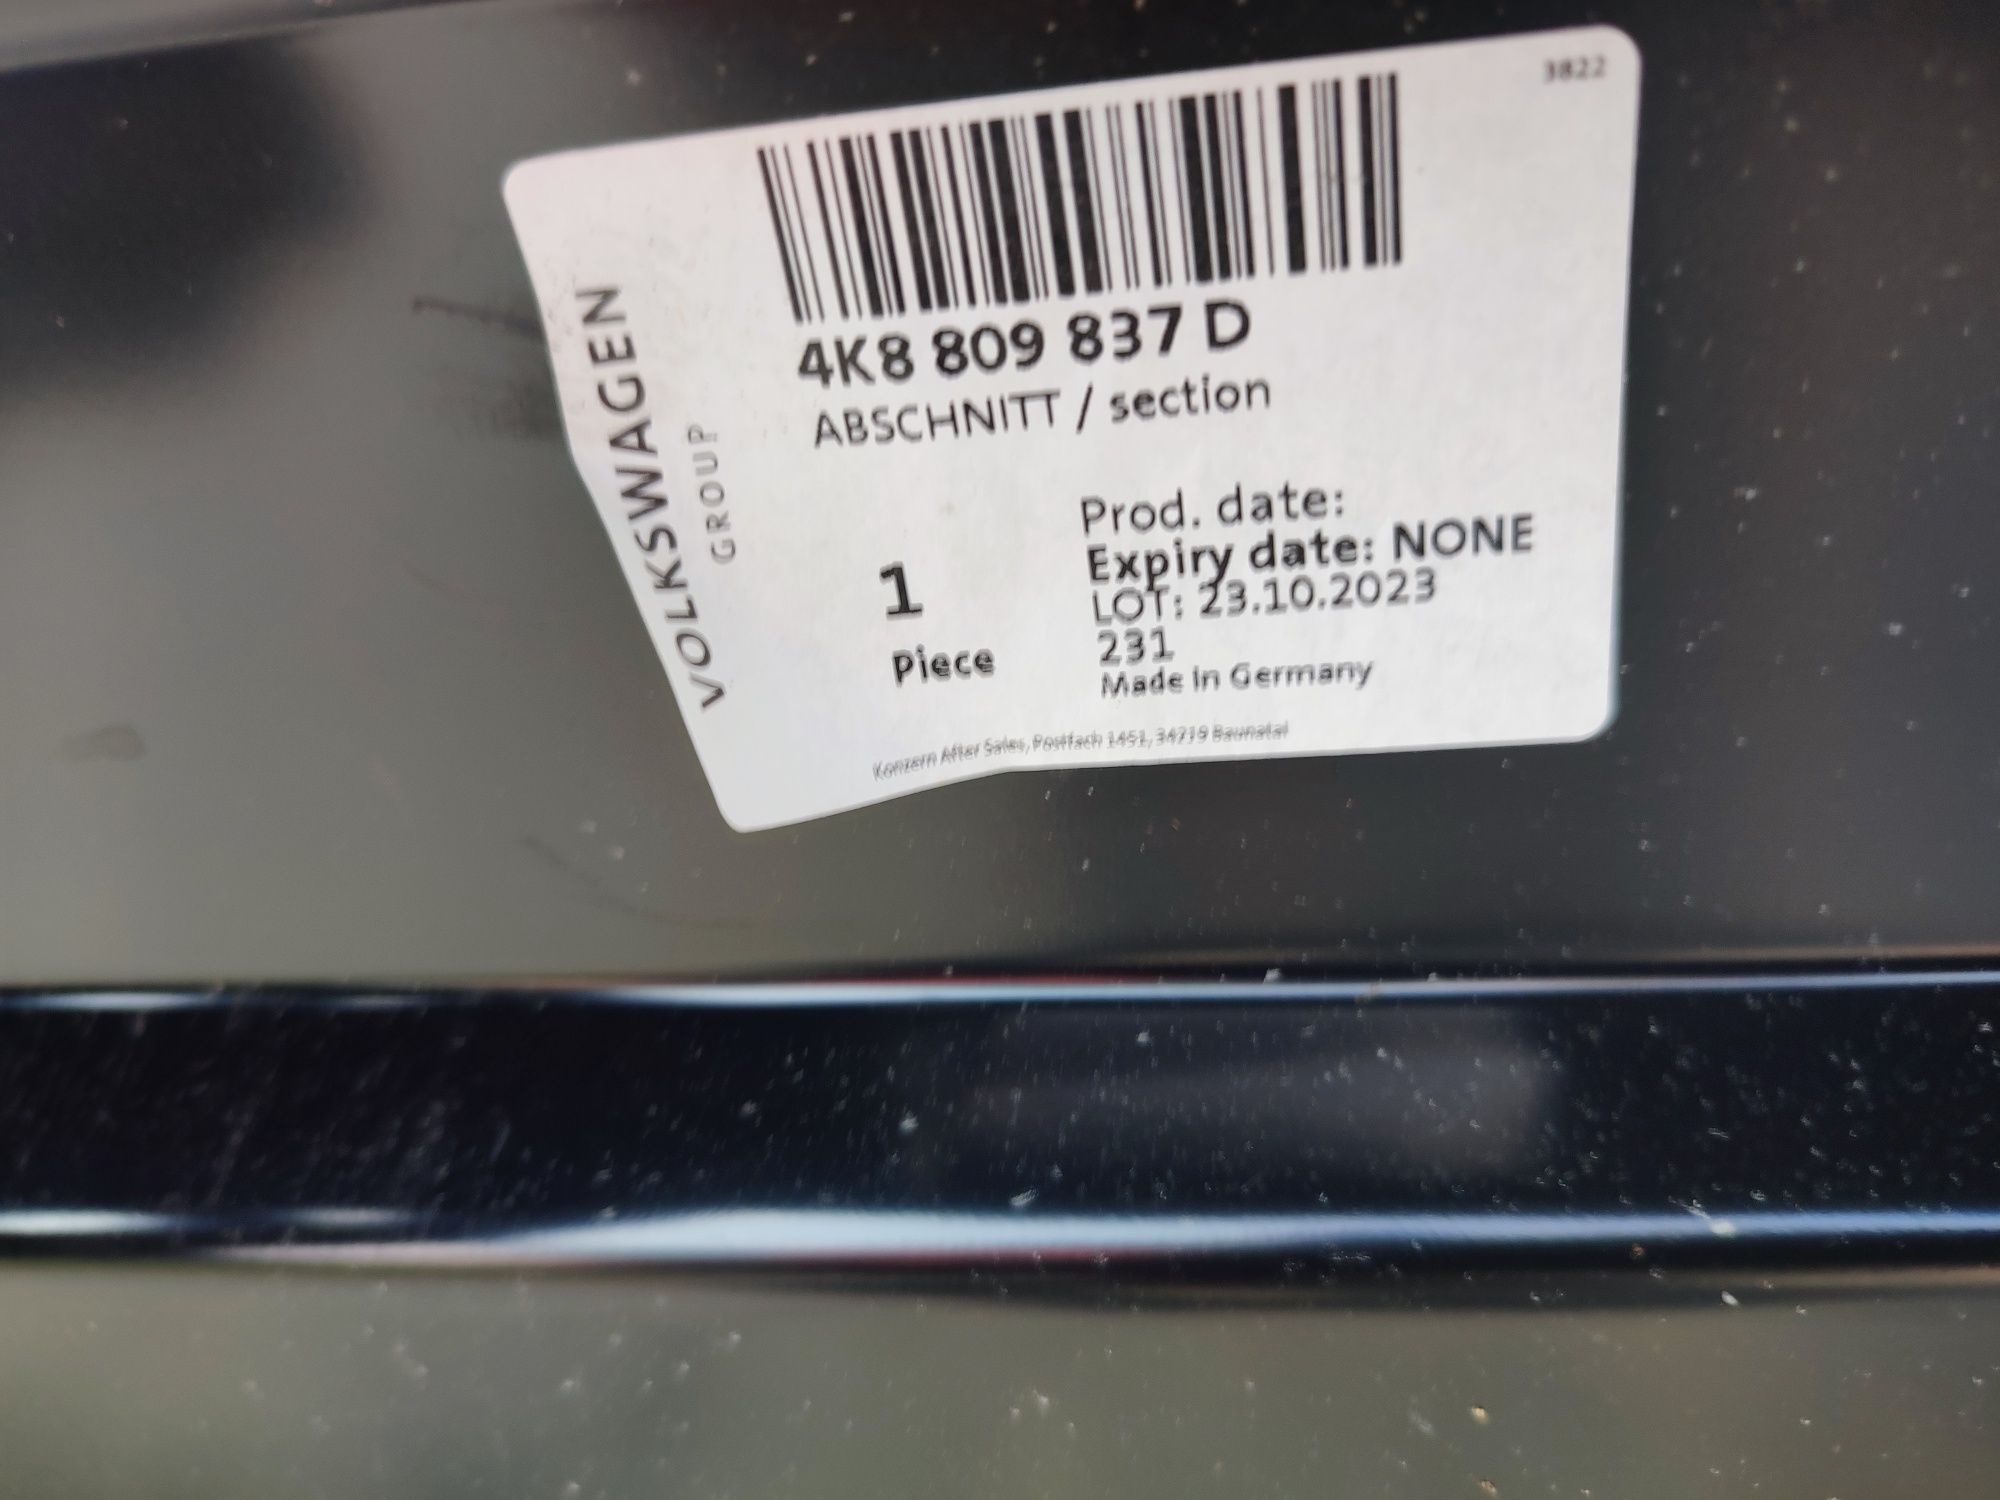 3822
4K8 809 837 D
ABSCHNITT / section
VOLKSWAGEN
GROUP
1
Piece
Prod. date:
Expiry date: NONE
LOT: 23.10.2023
231
Made in Germany
Konzern After Sales, Postfach 1451, 34219 Baunatal